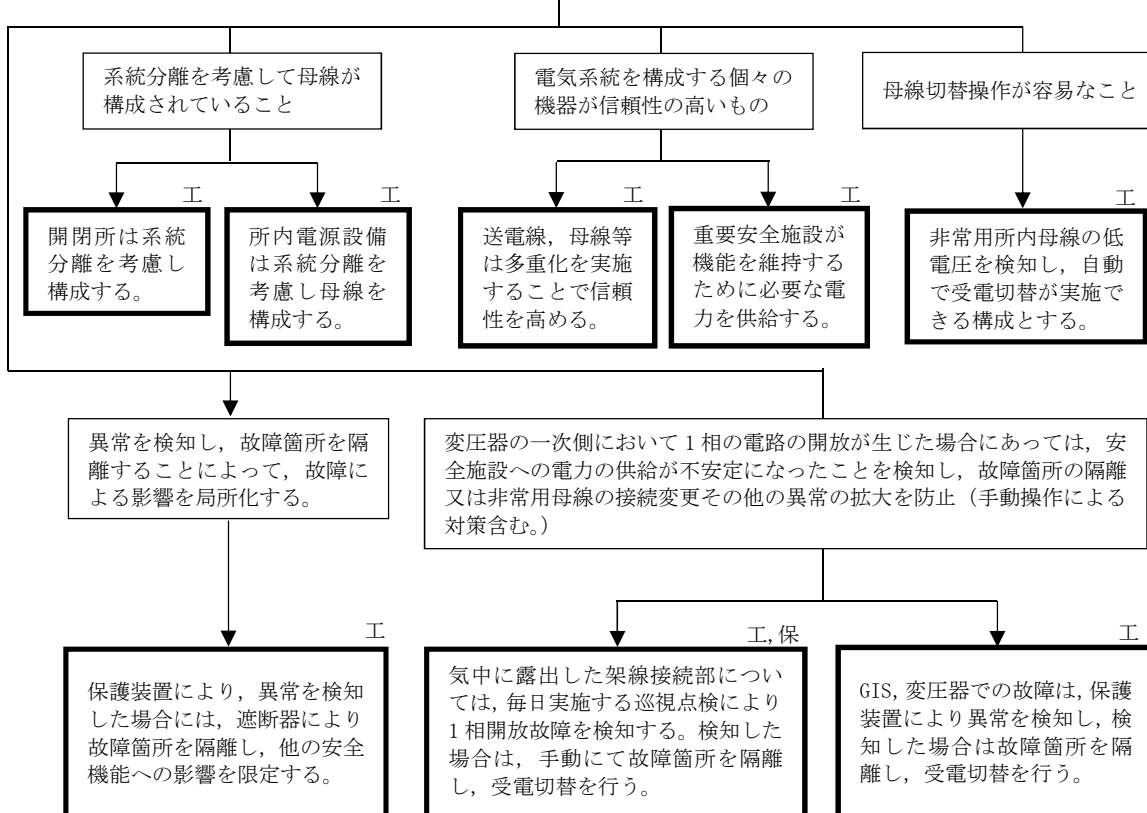 系統分離を考慮して母線が
構成されていること
電気系統を構成する個々の
機器が信頼性の高いもの
母線切替操作が容易なこと
工
開閉所は系統
分離を考慮し
構成する。
工
所内電源設備
は系統分離を
考慮し母線を
構成する。
工
送電線，母線等
は多重化を実施
することで信頼
性を高める。
工
重要安全施設が
機能を維持する
ために必要な電
力を供給する。
工
非常用所内母線の低
電圧を検知し，自動
で受電切替が実施で
きる構成とする。
異常を検知し，故障箇所を隔
離することによって，故障に
よる影響を局所化する。
変圧器の一次側において１相の電路の開放が生じた場合にあっては，安
全施設への電力の供給が不安定になったことを検知し，故障箇所の隔離
又は非常用母線の接続変更その他の異常の拡大を防止（手動操作による
対策含む。）
工
保護装置により，異常を検知
した場合には，遮断器により
故障箇所を隔離し，他の安全
機能への影響を限定する。
工,保
気中に露出した架線接続部につい
ては，毎日実施する巡視点検により
１相開放故障を検知する。検知した
場合は，手動にて故障箇所を隔離
し，受電切替を行う。
工
GIS,変圧器での故障は，保護
装置により異常を検知し，検
知した場合は故障箇所を隔
離し，受電切替を行う。